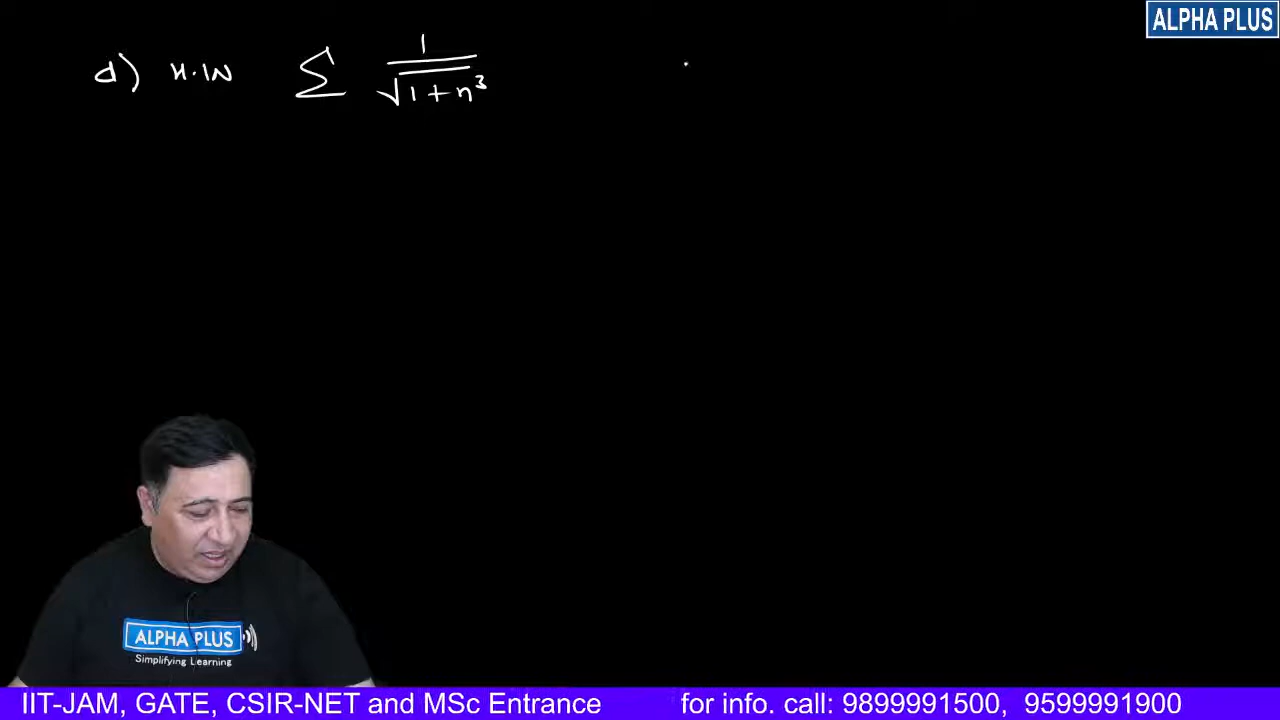 ALPHA PLUS
d) H.W ∑ 1/√(1+n³)
ALPHA PLUS
Simplifying Learning
IIT-JAM, GATE, CSIR-NET and MSc Entrance for info. call: 9899991500, 9599991900